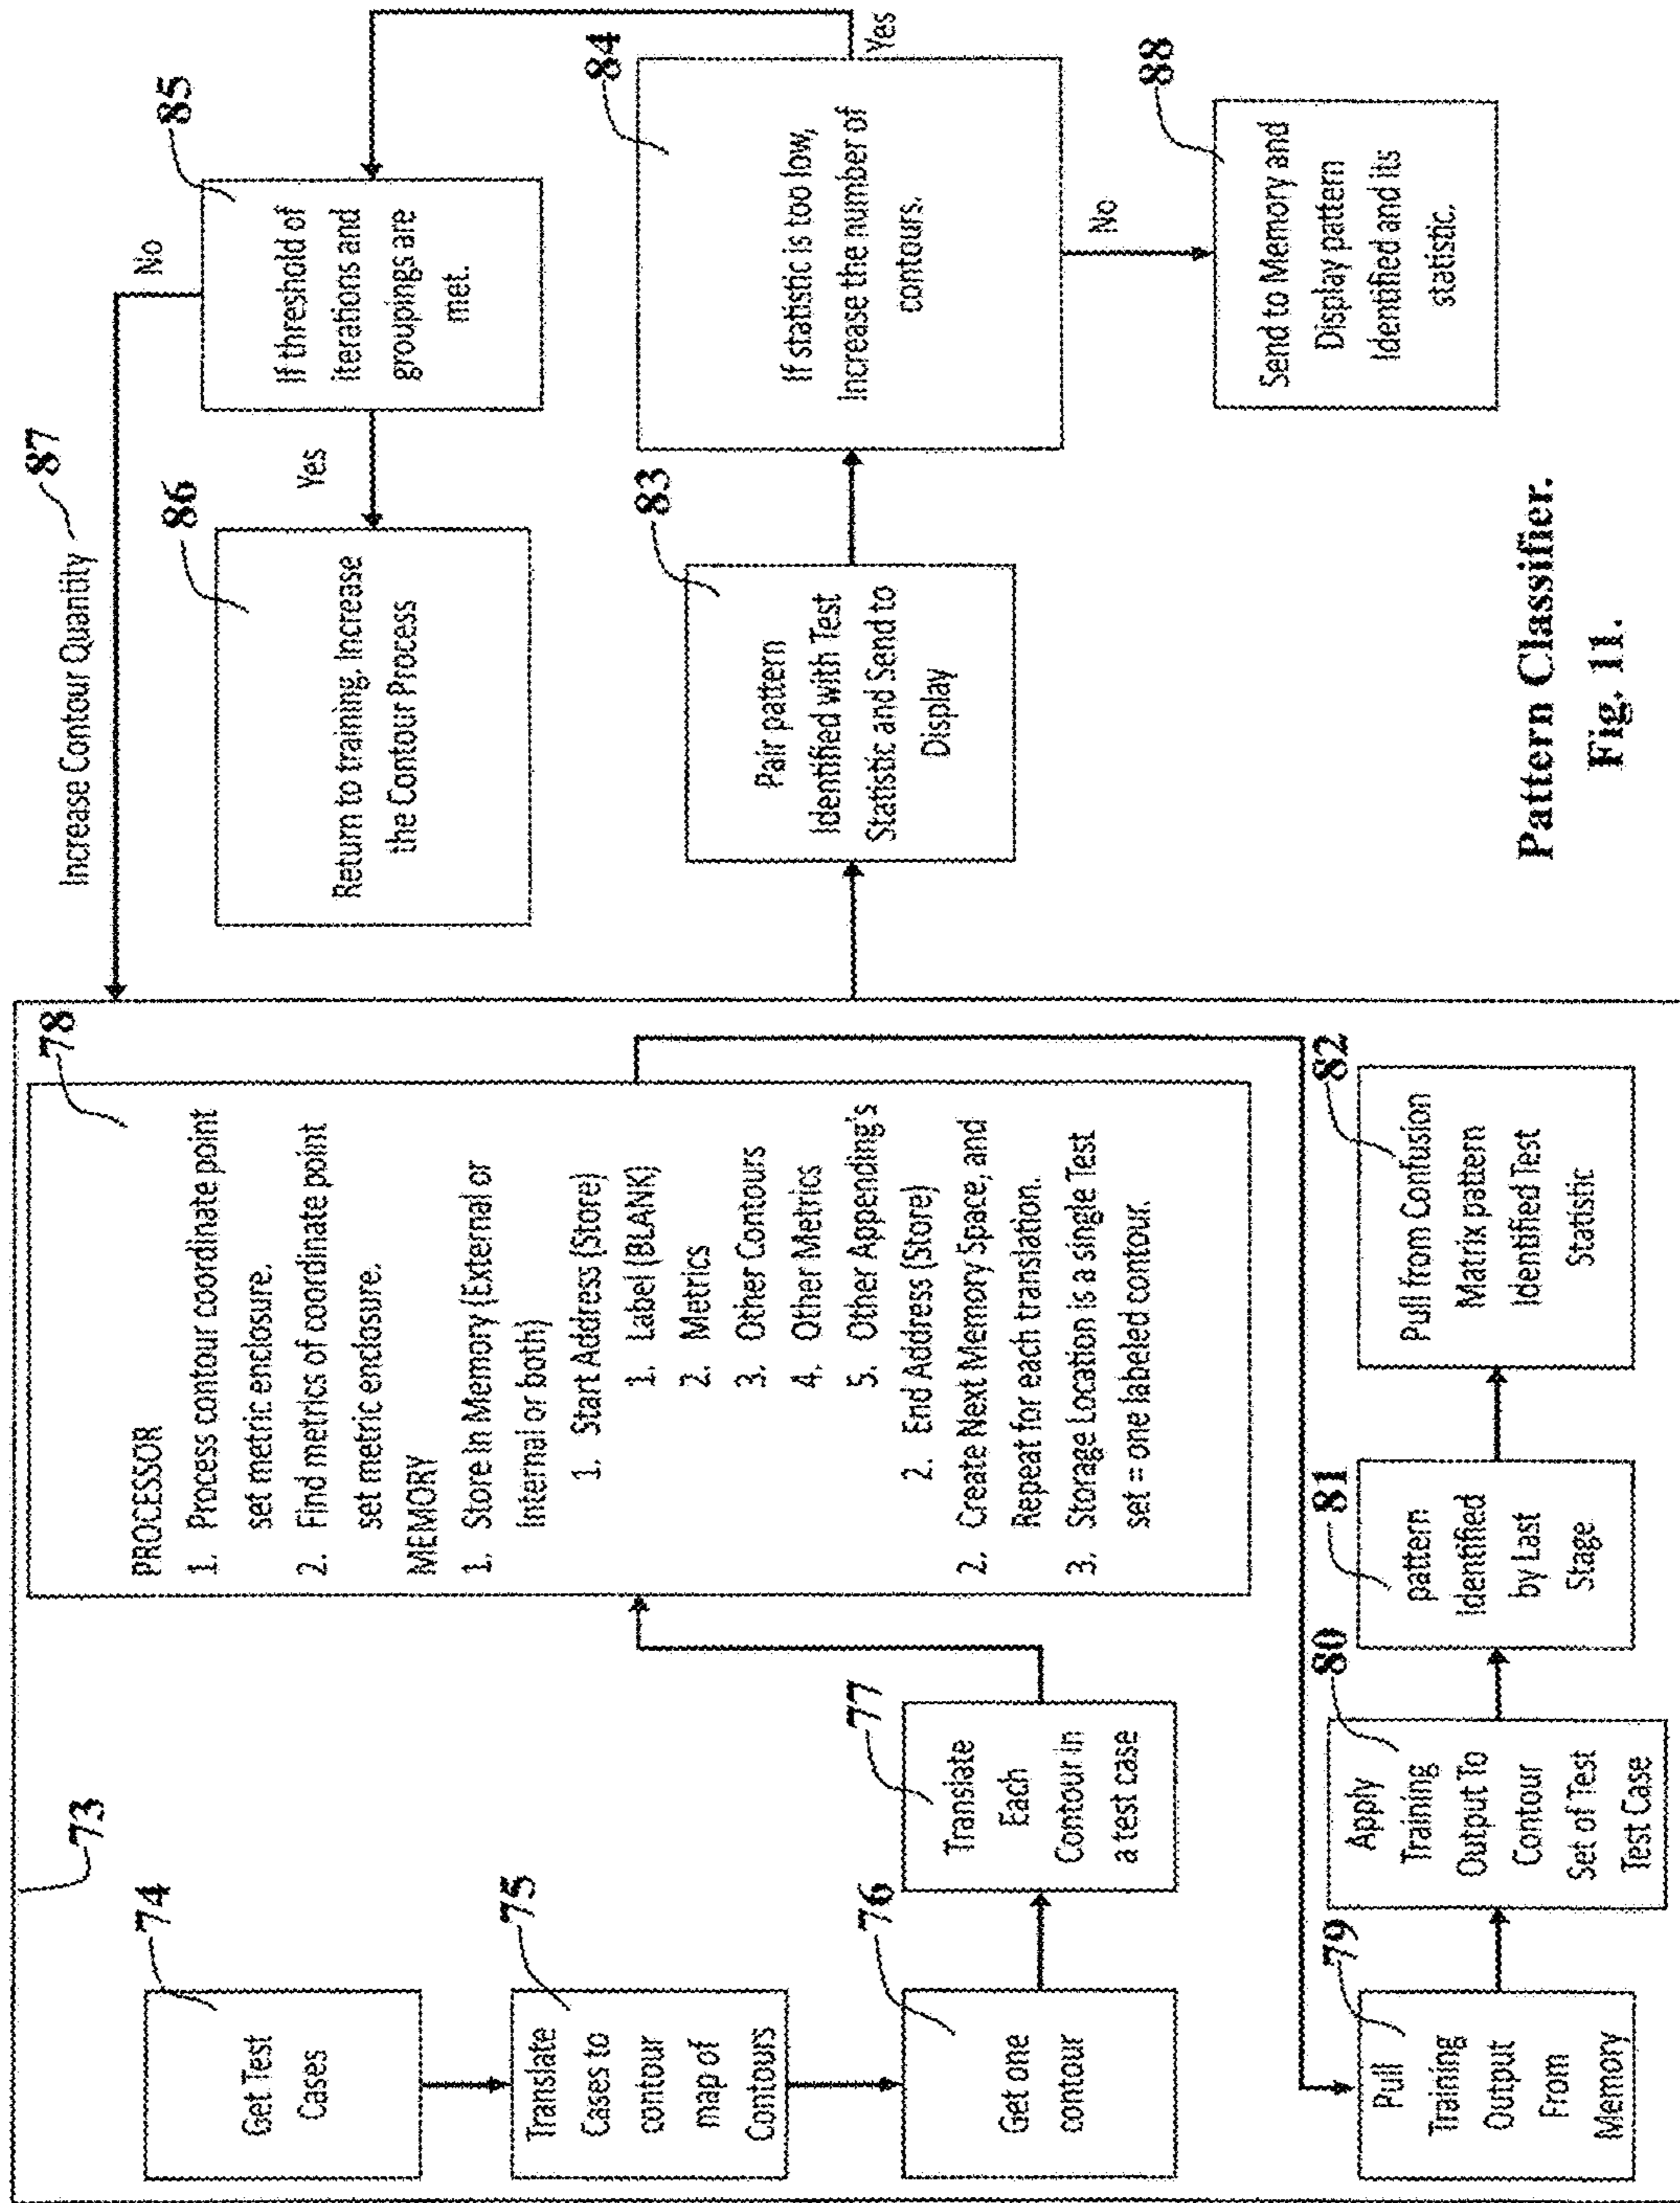 73
74
Get Test
Cases
75
Translate
Cases to
contour
map of
Contours
76
Get one
contour
77
Translate
Each
Contour in
a test case
78
PROCESSOR
1. Process contour coordinate point
set metric enclosure.
2. Find metrics of coordinate point
set metric enclosure.
MEMORY
1. Store in Memory (External or
Internal or both)
1. Start Address (Store)
1. Label (BLANK)
2. Metrics
3. Other Contours
4. Other Metrics
5. Other Appending's
2. End Address (Store)
2. Create Next Memory Space, and
Repeat for each translation.
3. Storage Location is a single Test
set = one labeled contour.
79
Pull
Training
Output
From
Memory
80
Apply
Training
Output To
Contour
Set of Test
Test Case
81
pattern
Identified
by Last
Stage
82
Pull from Confusion
Matrix pattern
Identified Test
Statistic
83
Pair pattern
Identified with Test
Statistic and Send to
Display
84
If statistic is too low,
Increase the number of
contours.
Yes
No
85
If threshold of
iterations and
groupings are
met.
No
Yes
86
Return to training, Increase
the Contour Process
Increase Contour Quantity 87
88
Send to Memory and
Display pattern
Identified and its
statistic.
Pattern Classifier.
Fig. 11.